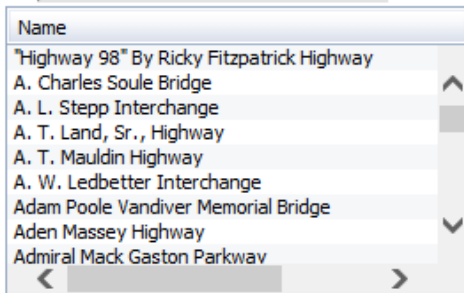 Name
"Highway 98" By Ricky Fitzpatrick Highway
A. Charles Soule Bridge
A. L. Stepp Interchange
A. T. Land, Sr., Highway
A. T. Mauldin Highway
A. W. Ledbetter Interchange
Adam Poole Vandiver Memorial Bridge
Aden Massey Highway
Admiral Mack Gaston Parkway